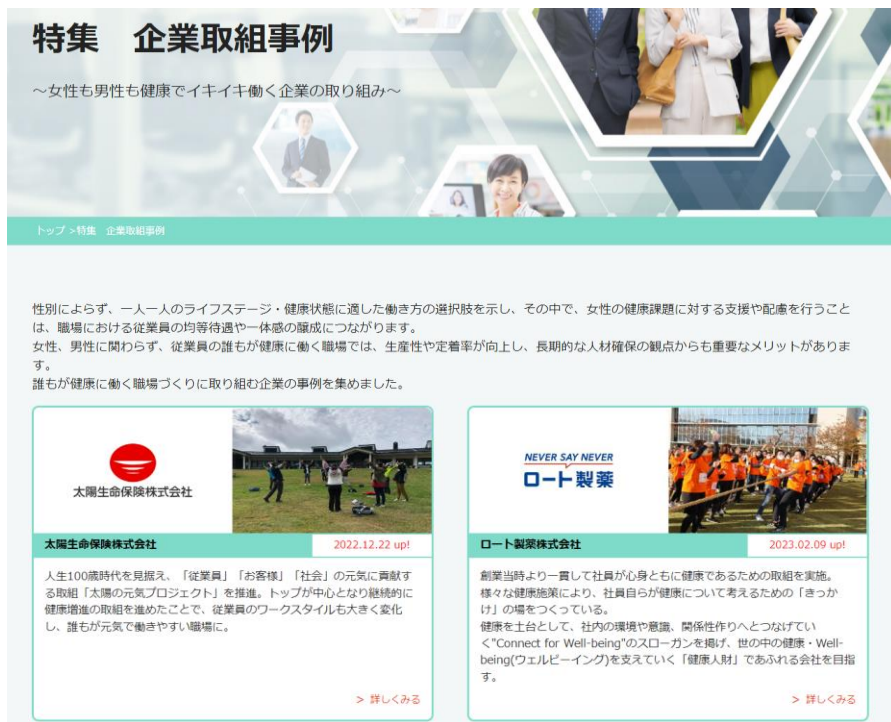 特集　企業取組事例
～女性も男性も健康でイキイキ働く企業の取り組み～
トップ >特集　企業取組事例
性別によらず、一人一人のライフステージ・健康状態に適した働き方の選択肢を示し、その中で、女性の健康課題に対する支援や配慮を行うこと
は、職場における従業員の均等待遇や一体感の醸成につながります。
女性、男性に関わらず、従業員の誰もが健康に働く職場では、生産性や定着率が向上し、長期的な人材確保の観点からも重要なメリットがありま
す。
誰もが健康に働く職場づくりに取り組む企業の事例を集めました。
太陽生命保険株式会社
太陽生命保険株式会社
2022.12.22 up!
人生100歳時代を見据え、「従業員」「お客様」「社会」の元気に貢献す
る取組「太陽の元気プロジェクト」を推進。トップが中心となり継続的に
健康増進の取組を進めたことで、従業員のワークスタイルも大きく変化
し、誰もが元気で働きやすい職場に。
> 詳しくみる
NEVER SAY NEVER
ロート製薬
ロート製薬株式会社
2023.02.09 up!
創業当時より一貫して社員が心身ともに健康であるための取組を実施。
様々な健康施策により、社員自らが健康について考えるための「きっか
け」の場をつくっている。
健康を土台として、社内の環境や意識、関係性作りへとつなげてい
く"Connect for Well-being"のスローガンを掲げ、世の中の健康・Well-
being(ウェルビーイング)を支えていく「健康人財」であふれる会社を目指
す。
> 詳しくみる